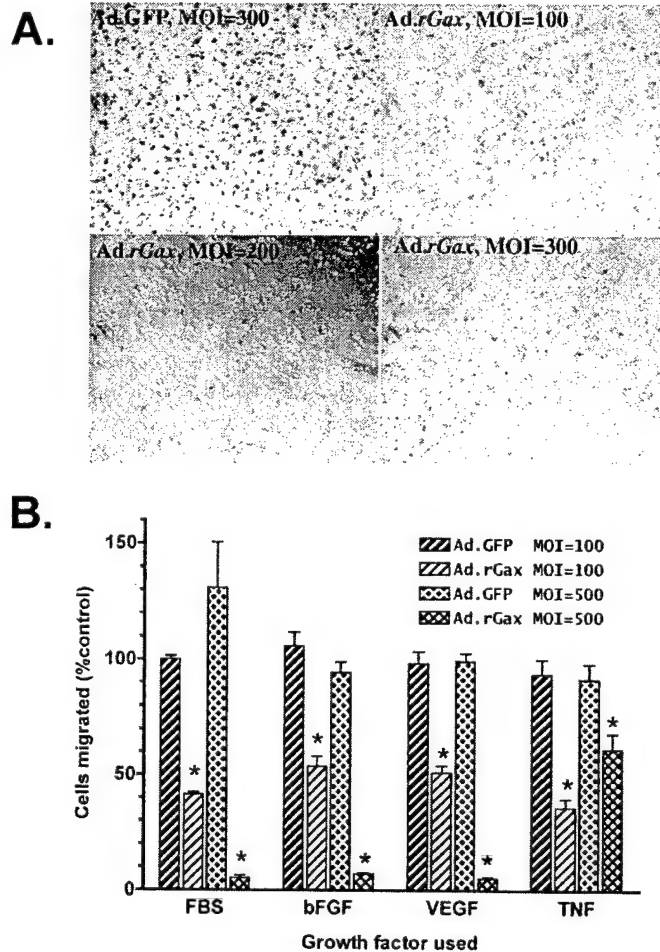 A.
Ad.GFP, MOI=300
Ad.rGax, MOI=100
Ad.rGax, MOI=200
Ad.rGax, MOI=300
B.
Cells migrated (%control)
150
100
50
0
Ad.GFP MOI=100
Ad.rGax MOI=100
Ad.GFP MOI=500
Ad.rGax MOI=500
* * * *
* * * *
FBS bFGF VEGF TNF
Growth factor used